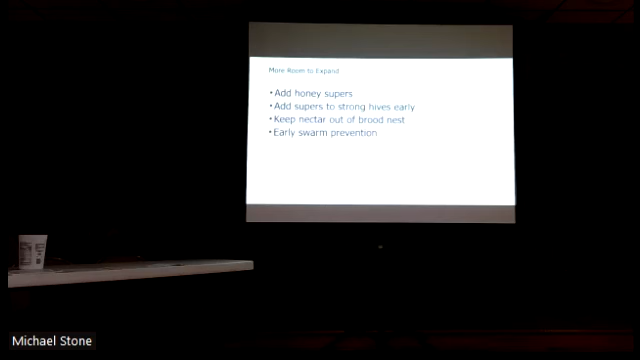 More Room to Expand
•Add honey supers
•Add supers to strong hives early
•Keep nectar out of brood nest
•Early swarm prevention
Michael Stone